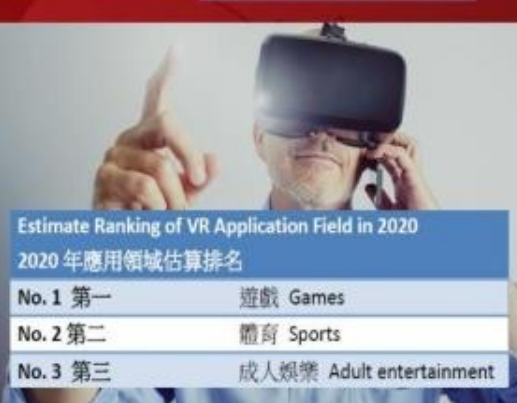 Estimate Ranking of VR Application Field in 2020
2020 年應用領域估算排名
No. 1 第一 遊戲 Games
No. 2 第二 體育 Sports
No. 3 第三 成人娛樂 Adult entertainment